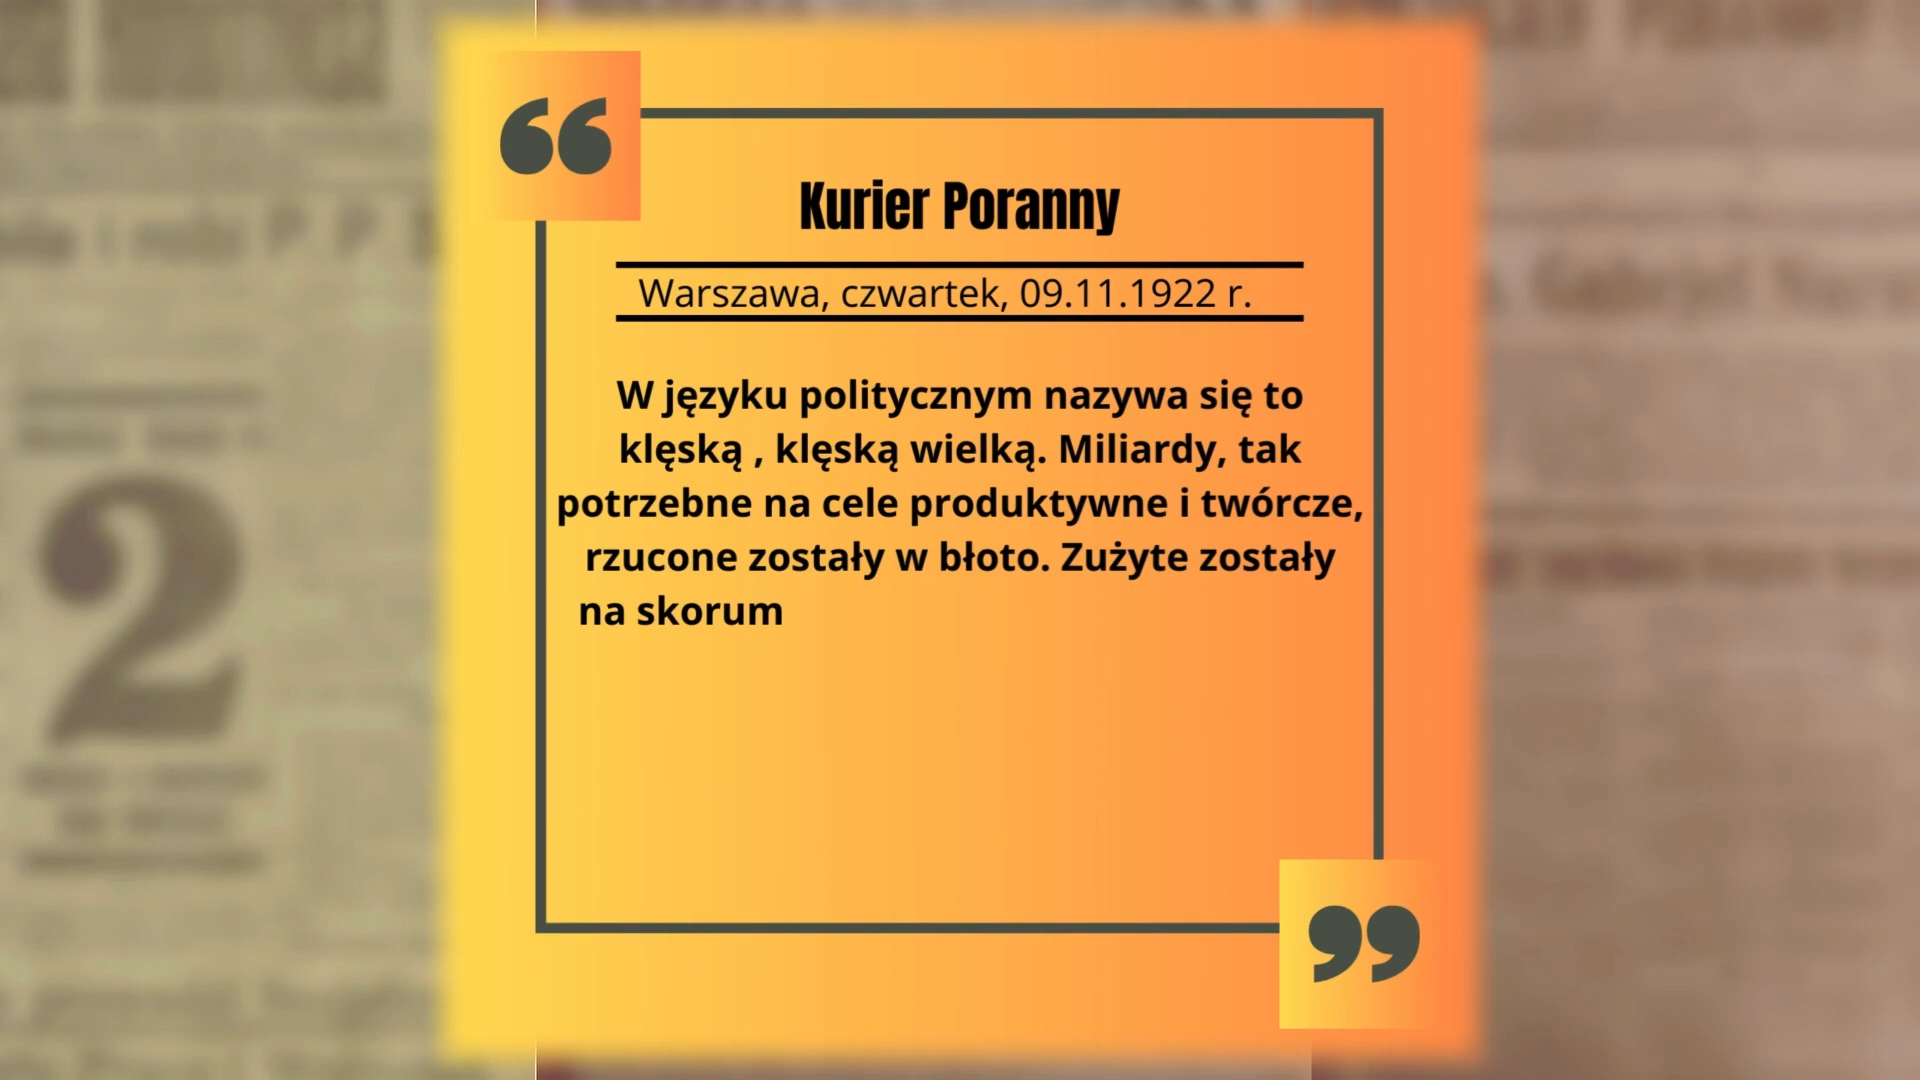 “
Kurier Poranny
Warszawa, czwartek, 09.11.1922 r.
W języku politycznym nazywa się to
klęską , klęską wielką. Miliardy, tak
potrzebne na cele produktywne i twórcze,
rzucone zostały w błoto. Zużyte zostały
na skorum
”
2